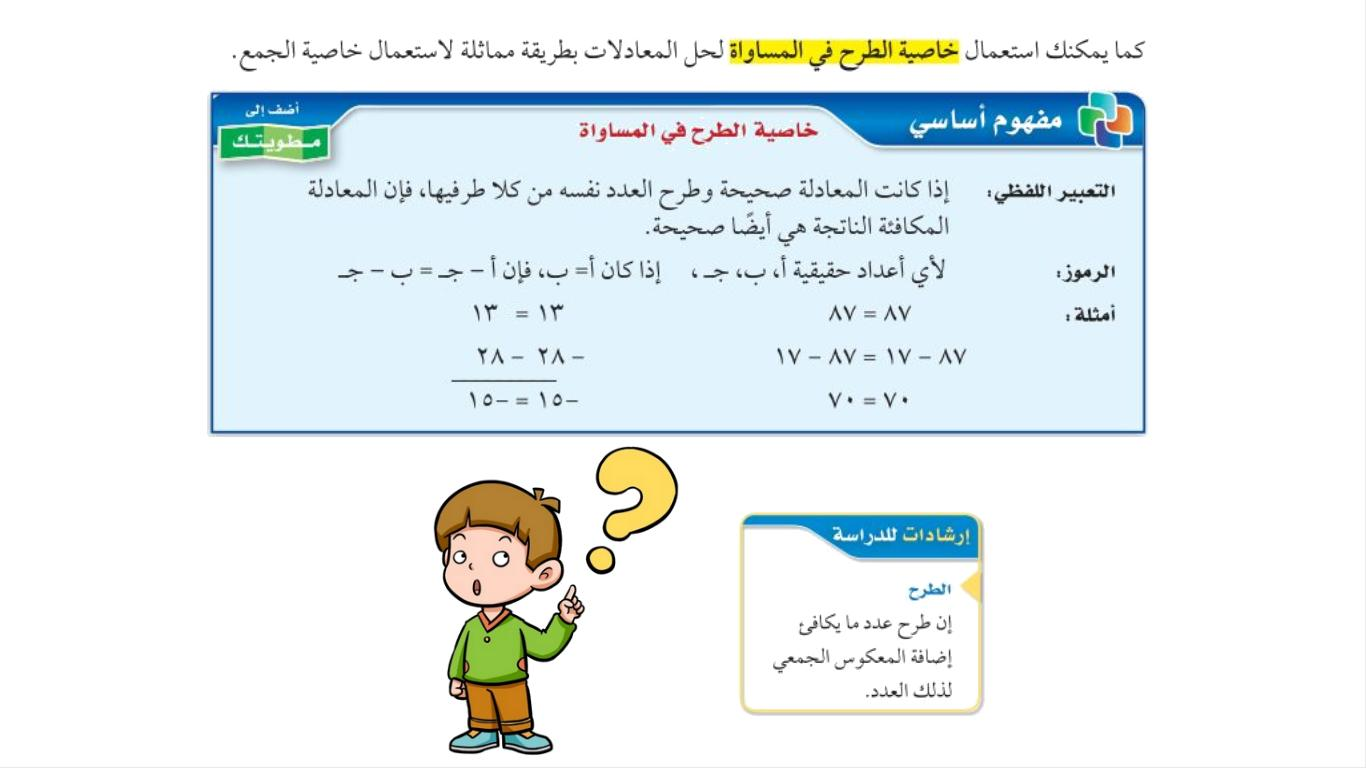 كما يمكنك استعمال خاصية الطرح في المساواة لحل المعادلات بطريقة مماثلة لاستعمال خاصية الجمع.
مفهوم أساسي
خاصية الطرح في المساواة
أضف إلى
مـطويتـك
التعبير اللفظي: إذا كانت المعادلة صحيحة وطرح العدد نفسه من كلا طرفيها، فإن المعادلة
المكافئة الناتجة هي أيضًا صحيحة.
الرموز: لأي أعداد حقيقية أ، ب، جـ ، إذا كان أ= ب، فإن أ – جـ = ب – جـ
أمثلة: ٨٧ = ٨٧ ١٣ = ١٣
٨٧ – ١٧ = ٨٧ – ١٧ – ٢٨ – ٢٨
٧٠ = ٧٠ –١٥ = –١٥
إرشادات للدراسة
الطرح
إن طرح عدد ما يكافئ
إضافة المعكوس الجمعي
لذلك العدد.